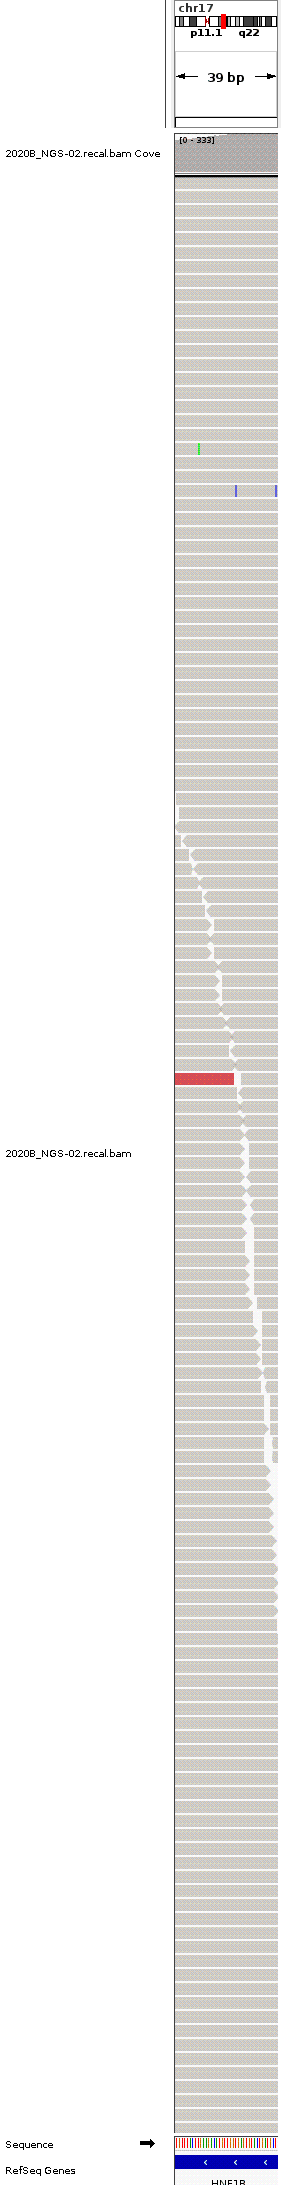 chr17
p11.1 q22
39 bp
[0 - 333]
2020B_NGS-02.recal.bam Cove
2020B_NGS-02.recal.bam
Sequence
RefSeq Genes
HNF1B